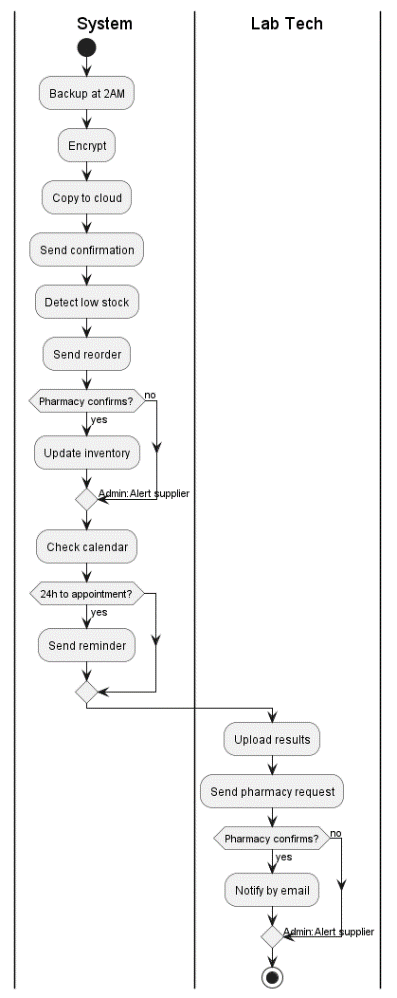 System
Lab Tech
Backup at 2AM
Encrypt
Copy to cloud
Send confirmation
Detect low stock
Send reorder
Pharmacy confirms?
no
yes
Update inventory
Admin:Alert supplier
Check calendar
24h to appointment?
yes
Send reminder
Upload results
Send pharmacy request
Pharmacy confirms?
no
yes
Notify by email
Admin:Alert supplier